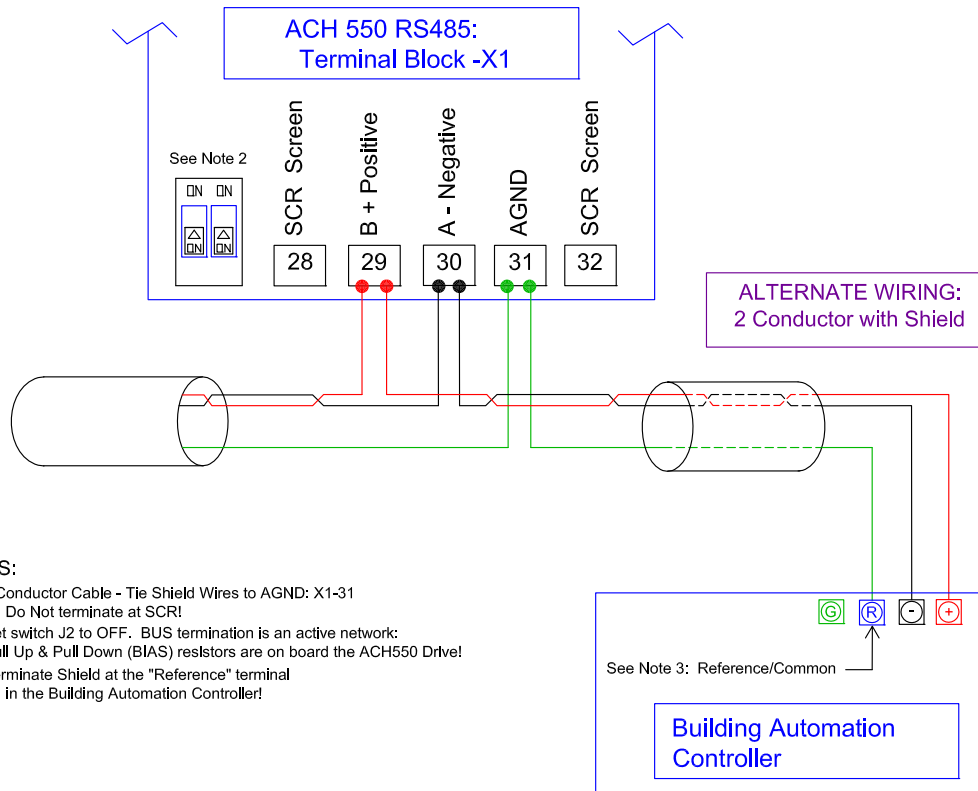 ACH 550 RS485:
Terminal Block -X1
See Note 2
ON ON
ON ON
SCR Screen
B + Positive
A - Negative
AGND
SCR Screen
28 29 30 31 32
ALTERNATE WIRING:
2 Conductor with Shield
S:
Conductor Cable - Tie Shield Wires to AGND: X1-31
Do Not terminate at SCR!
et switch J2 to OFF. BUS termination is an active network:
ull Up & Pull Down (BIAS) resistors are on board the ACH550 Drive!
erminate Shield at the "Reference" terminal
in the Building Automation Controller!
G R - +
See Note 3: Reference/Common
Building Automation
Controller